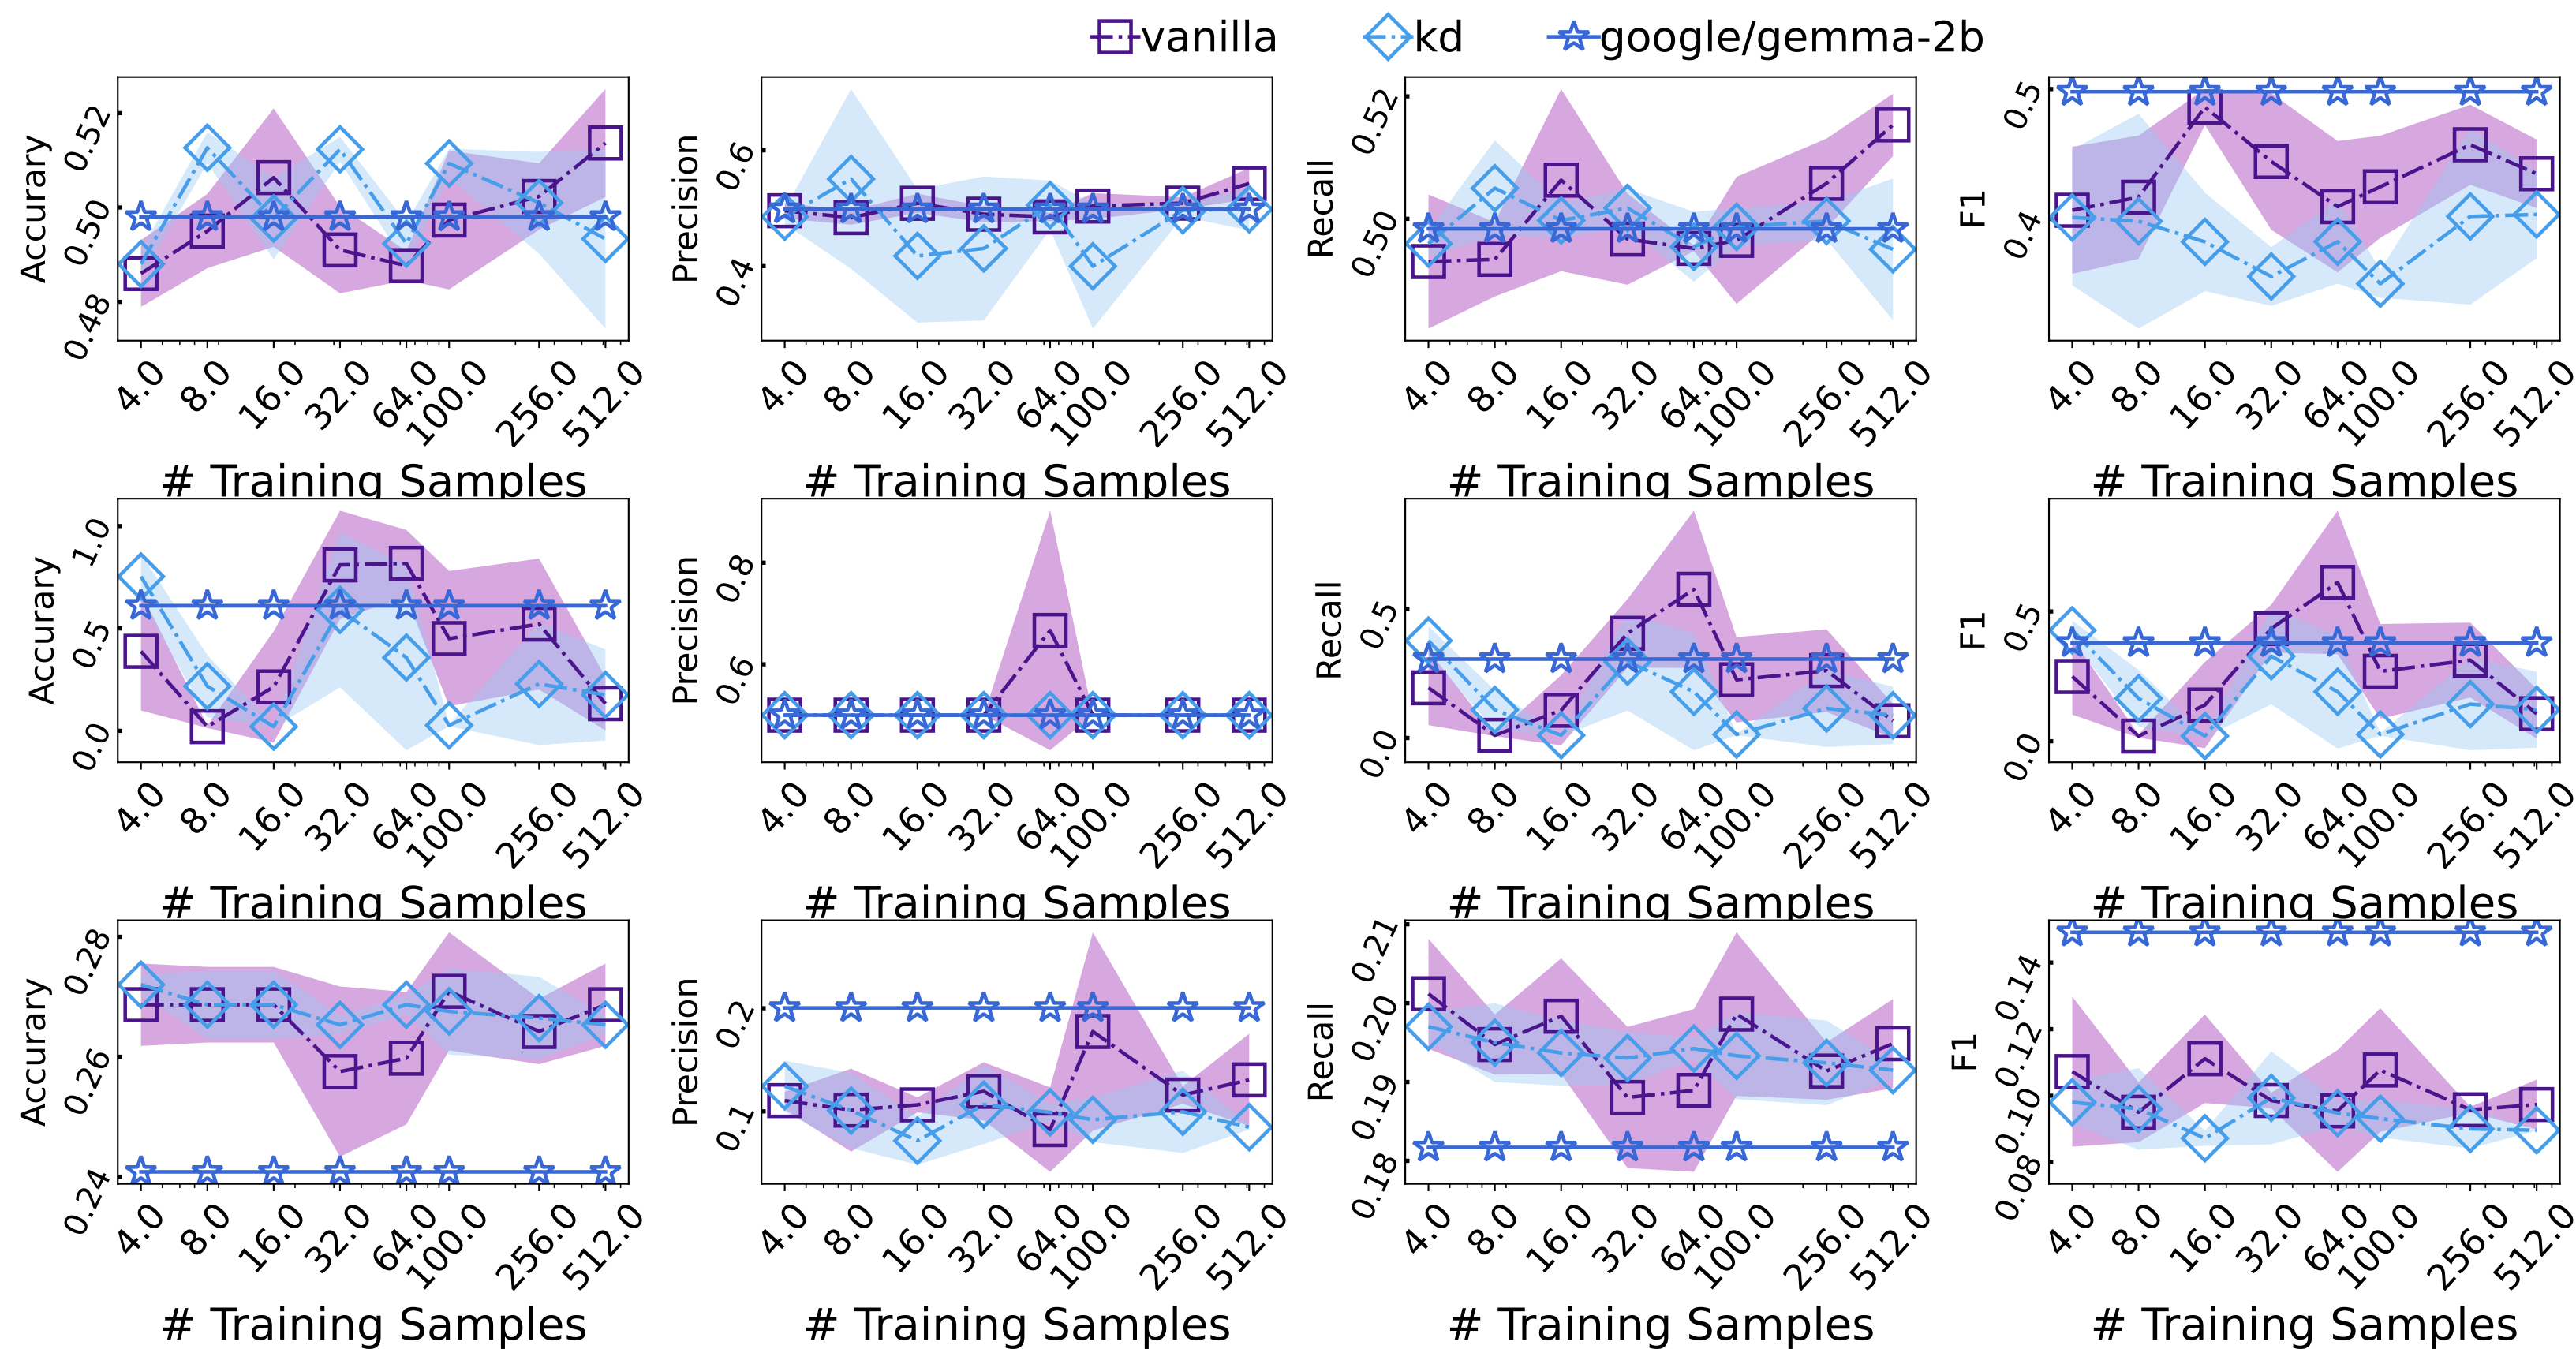 vanilla kd google/gemma-2b
Accurary 0.52 0.50 0.48
Precision 0.6 0.4
Recall 0.52 0.50
F1 0.5 0.4
4.0 8.0 16.0 32.0 64.0 100.0 256.0 512.0
4.0 8.0 16.0 32.0 64.0 100.0 256.0 512.0
4.0 8.0 16.0 32.0 64.0 100.0 256.0 512.0
4.0 8.0 16.0 32.0 64.0 100.0 256.0 512.0
# Training Samples # Training Samples # Training Samples # Training Samples
Accurary 1.0 0.5 0.0
Precision 0.8 0.6
Recall 0.5 0.0
F1 0.5 0.0
4.0 8.0 16.0 32.0 64.0 100.0 256.0 512.0
4.0 8.0 16.0 32.0 64.0 100.0 256.0 512.0
4.0 8.0 16.0 32.0 64.0 100.0 256.0 512.0
4.0 8.0 16.0 32.0 64.0 100.0 256.0 512.0
# Training Samples # Training Samples # Training Samples # Training Samples
Accurary 0.28 0.26 0.24
Precision 0.2 0.1
Recall 0.21 0.20 0.19 0.18
F1 0.14 0.12 0.10 0.08
4.0 8.0 16.0 32.0 64.0 100.0 256.0 512.0
4.0 8.0 16.0 32.0 64.0 100.0 256.0 512.0
4.0 8.0 16.0 32.0 64.0 100.0 256.0 512.0
4.0 8.0 16.0 32.0 64.0 100.0 256.0 512.0
# Training Samples # Training Samples # Training Samples # Training Samples